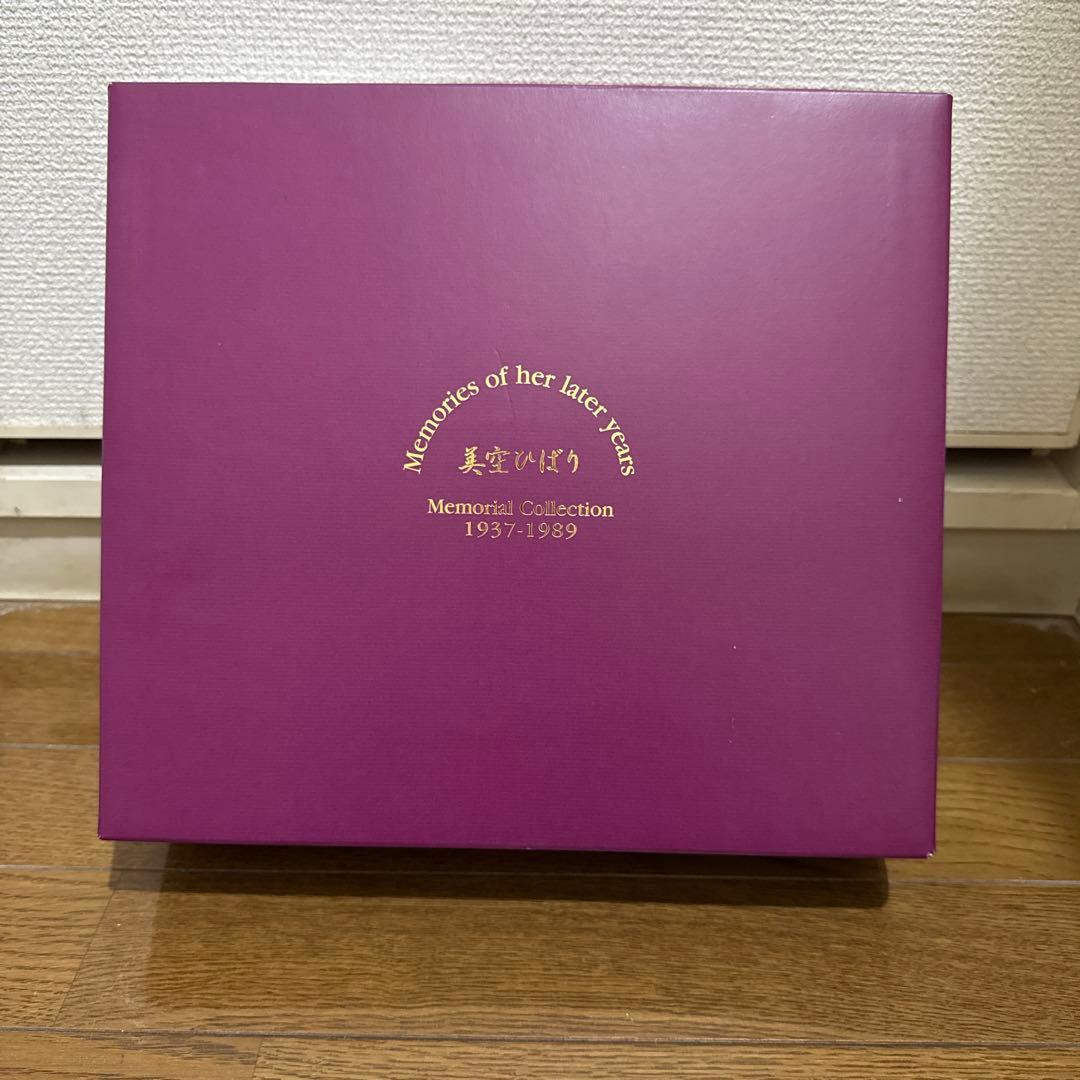 Memories of her later years
美空ひばり
Memorial Collection
1937-1989